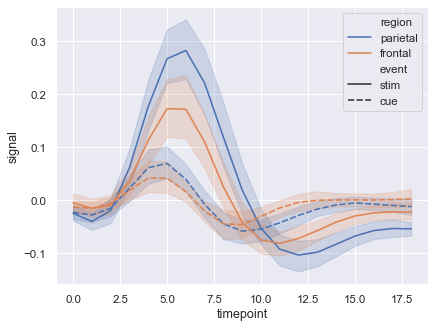 region
parietal
frontal
event
stim
cue
signal
0.3
0.2
0.1
0.0
−0.1
0.0 2.5 5.0 7.5 10.0 12.5 15.0 17.5
timepoint